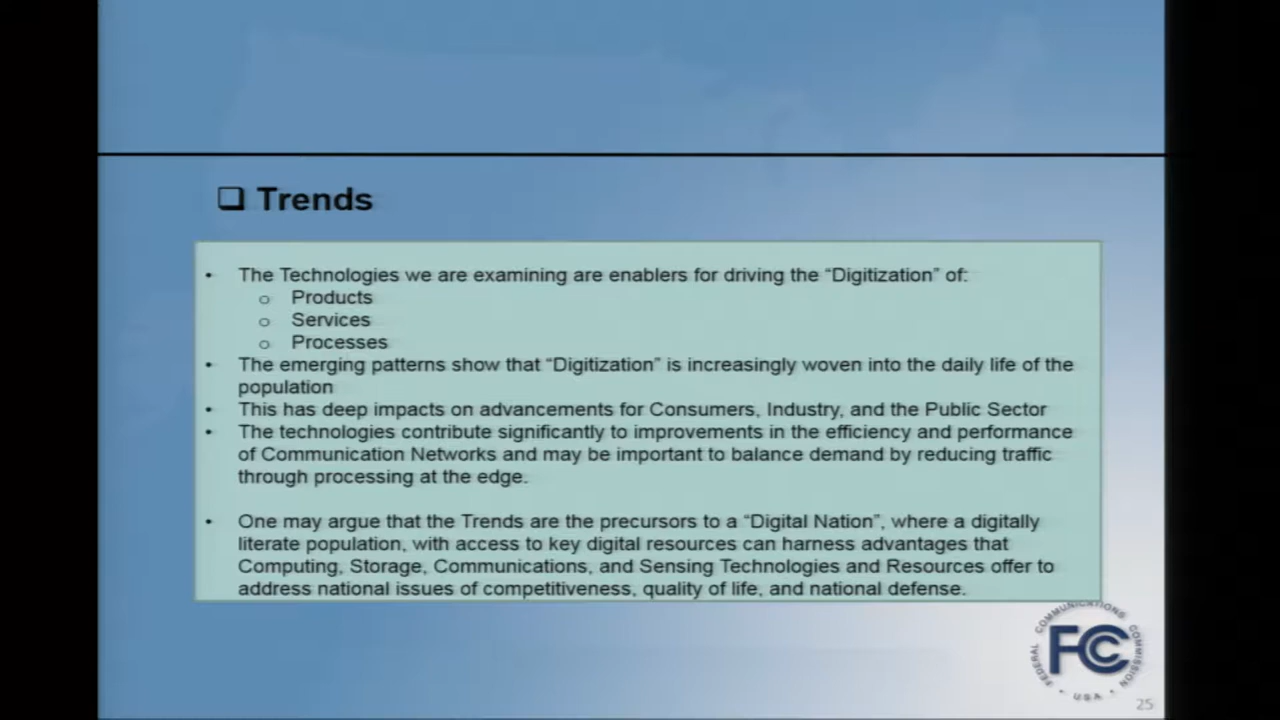 ❑ Trends
• The Technologies we are examining are enablers for driving the “Digitization” of:
o Products
o Services
o Processes
• The emerging patterns show that “Digitization” is increasingly woven into the daily life of the
population
• This has deep impacts on advancements for Consumers, Industry, and the Public Sector
• The technologies contribute significantly to improvements in the efficiency and performance
of Communication Networks and may be important to balance demand by reducing traffic
through processing at the edge.
• One may argue that the Trends are the precursors to a “Digital Nation”, where a digitally
literate population, with access to key digital resources can harness advantages that
Computing, Storage, Communications, and Sensing Technologies and Resources offer to
address national issues of competitiveness, quality of life, and national defense.
FEDERAL COMMUNICATIONS COMMISSION
FCC
• USA •
25